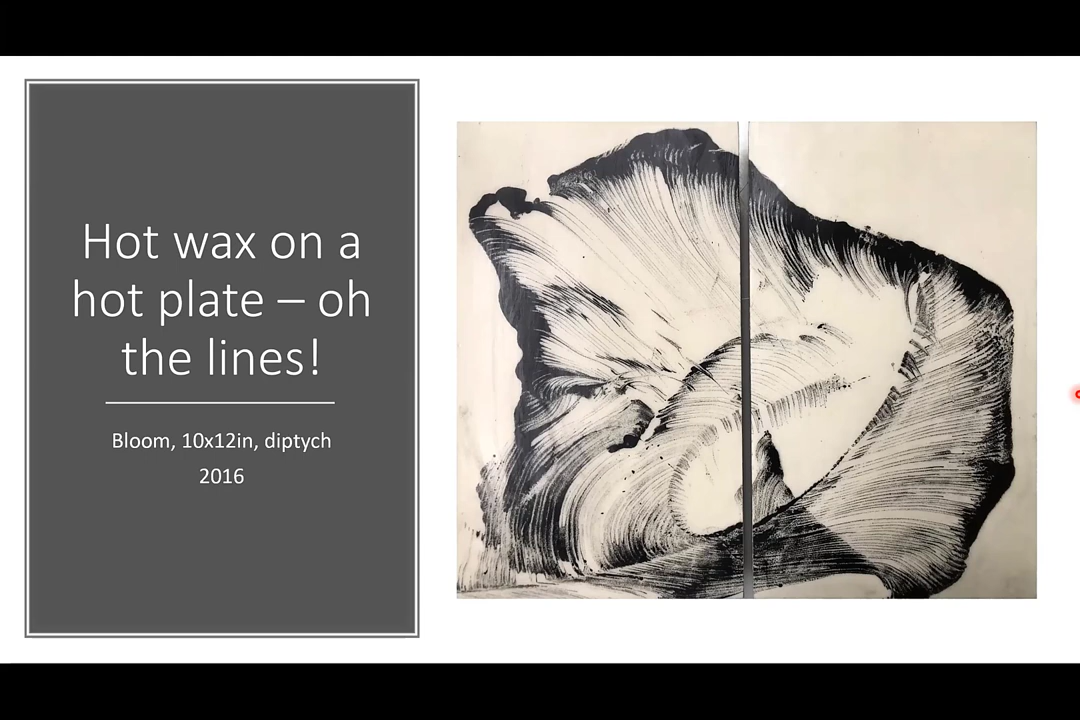 Hot wax on a
hot plate – oh
the lines!
Bloom, 10x12in, diptych
2016